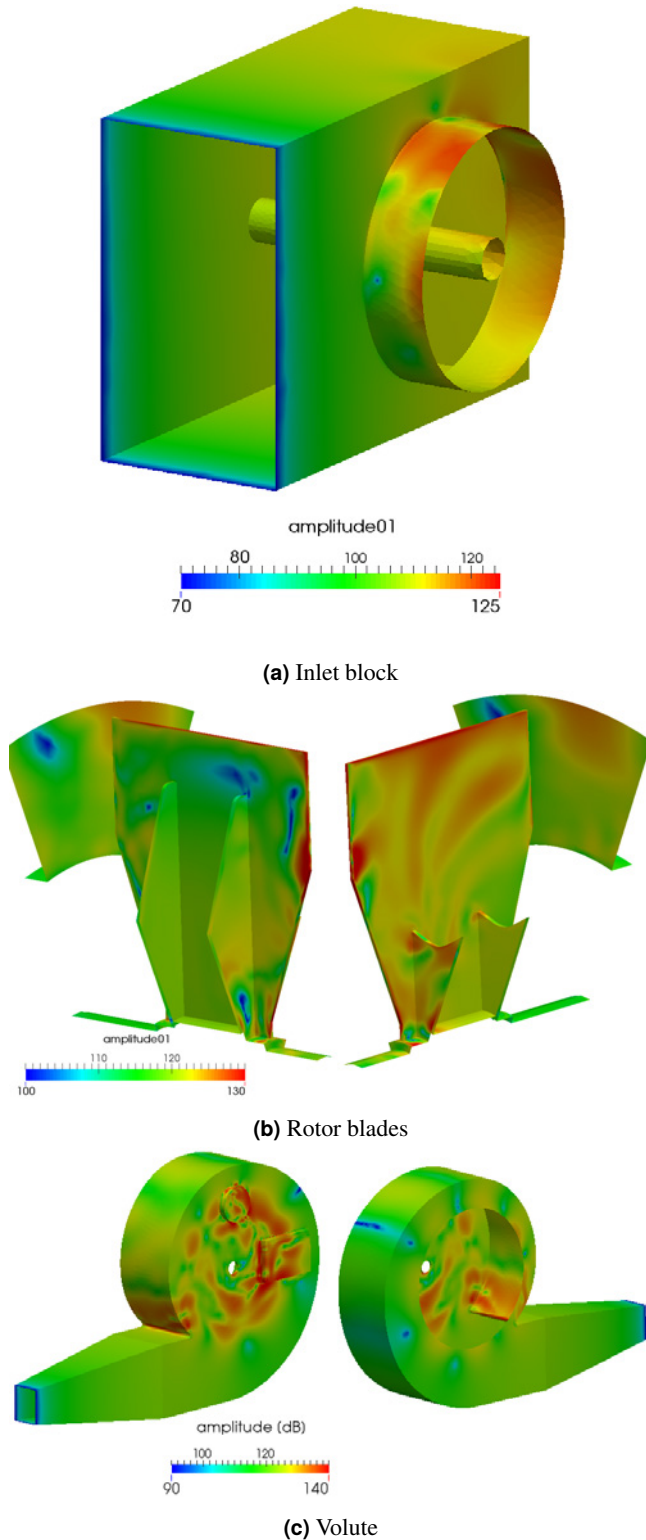 amplitude01
80 100 120
70 125
(a) Inlet block
amplitude01
110 120
100 130
(b) Rotor blades
amplitude (dB)
100 120
90 140
(c) Volute